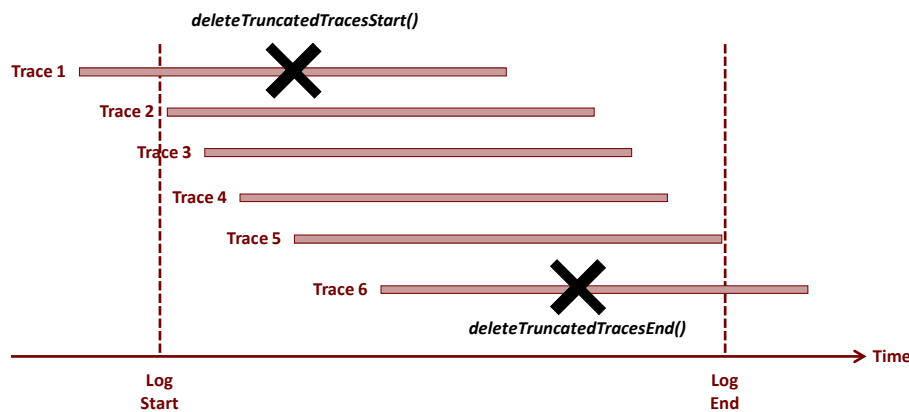 deleteTruncatedTracesStart()
Trace 1
Trace 2
Trace 3
Trace 4
Trace 5
Trace 6
deleteTruncatedTracesEnd()
Time
Log
Start
Log
End